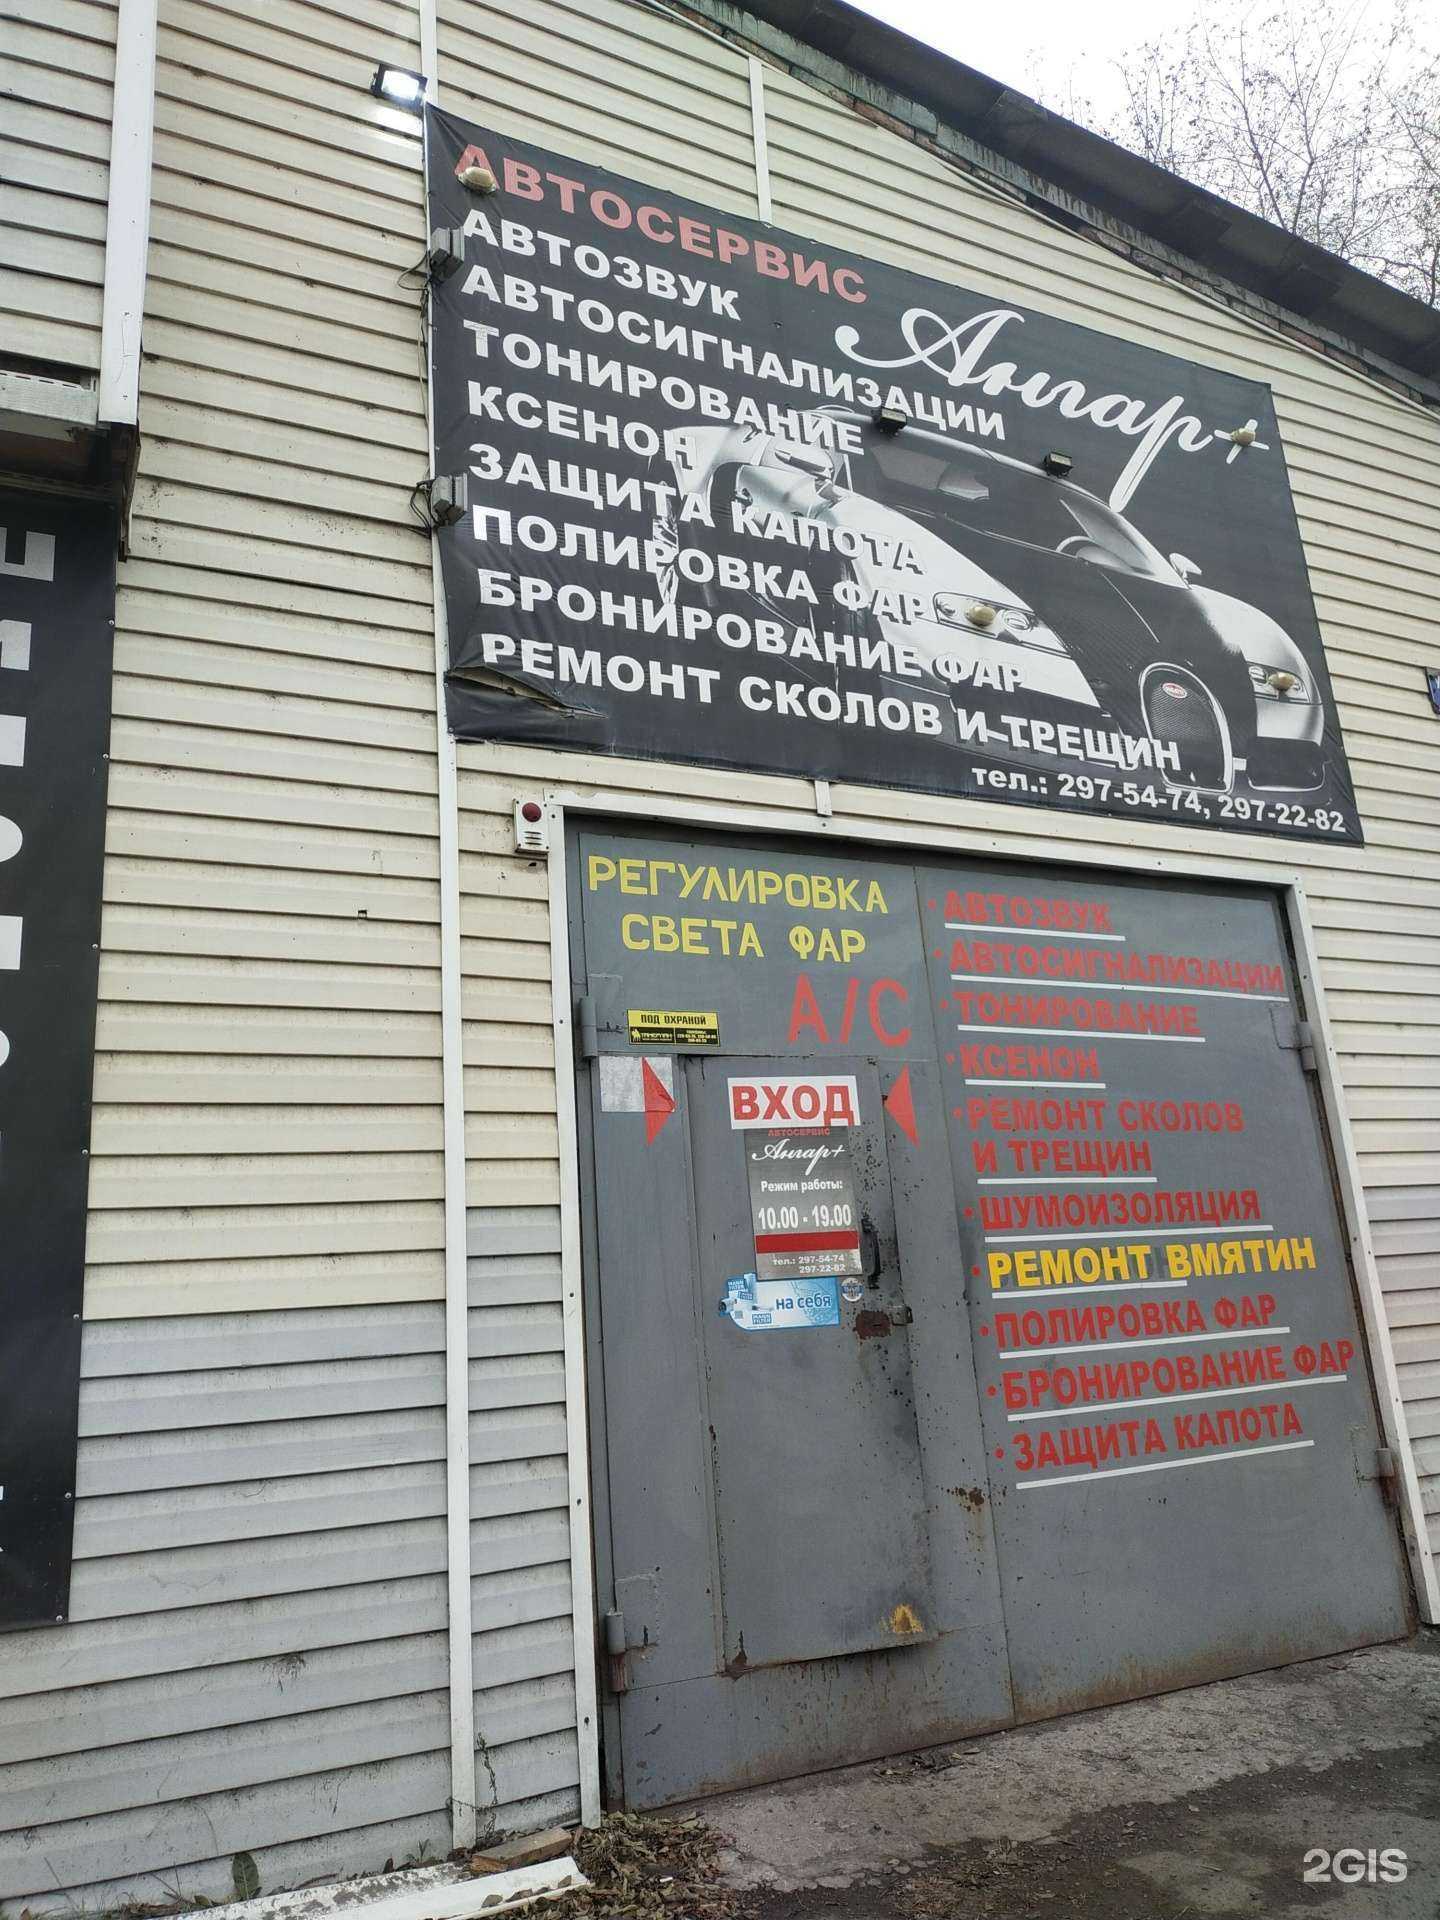 АВТОСЕРВИС
Ангар+
АВТОЗВУК
АВТОСИГНАЛИЗАЦИИ
ТОНИРОВАНИЕ
КСЕНОН
ЗАЩИТА КАПОТА
ПОЛИРОВКА ФАР
БРОНИРОВАНИЕ ФАР
РЕМОНТ СКОЛОВ И ТРЕЩИН
тел.: 297-54-74, 297-22-82
РЕГУЛИРОВКА
СВЕТА ФАР
А/С
ПОД ОХРАНОЙ
ВХОД
АВТОСЕРВИС
Ангар+
Режим работы:
10.00 - 19.00
тел.: 297-54-74
297-22-82
MANN FILTER
на себя
· АВТОЗВУК
· АВТОСИГНАЛИЗАЦИИ
· ТОНИРОВАНИЕ
· КСЕНОН
· РЕМОНТ СКОЛОВ
И ТРЕЩИН
· ШУМОИЗОЛЯЦИЯ
· РЕМОНТ ВМЯТИН
· ПОЛИРОВКА ФАР
· БРОНИРОВАНИЕ ФАР
· ЗАЩИТА КАПОТА
2GIS